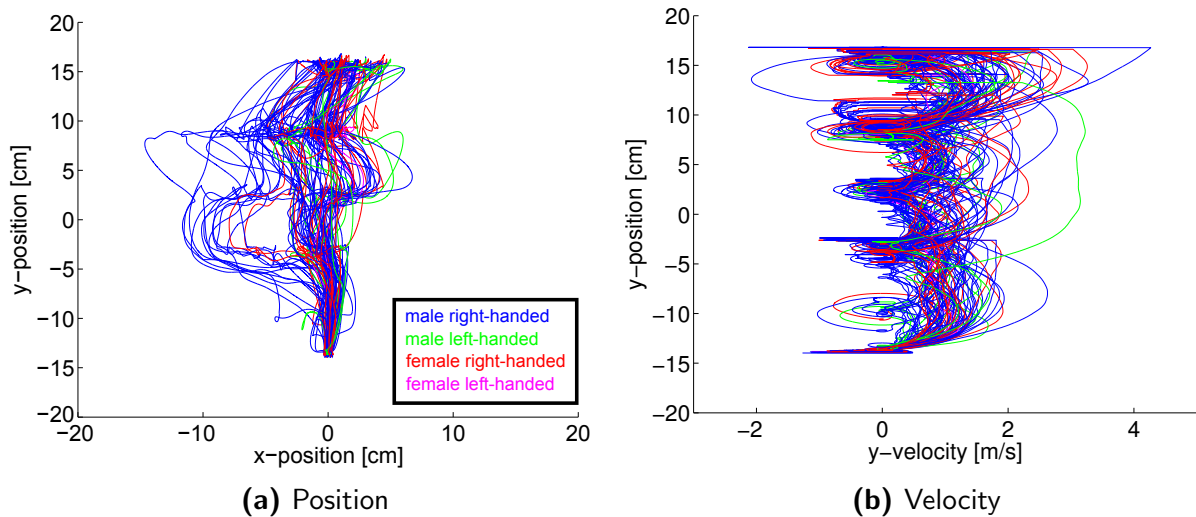 20
15
10
5
0
−5
−10
−15
−20
y−position [cm]
−20
−10
0
10
20
x−position [cm]
male right-handed
male left-handed
female right-handed
female left-handed
(a) Position
20
15
10
5
0
−5
−10
−15
−20
y−position [cm]
−2
0
2
4
y−velocity [m/s]
(b) Velocity